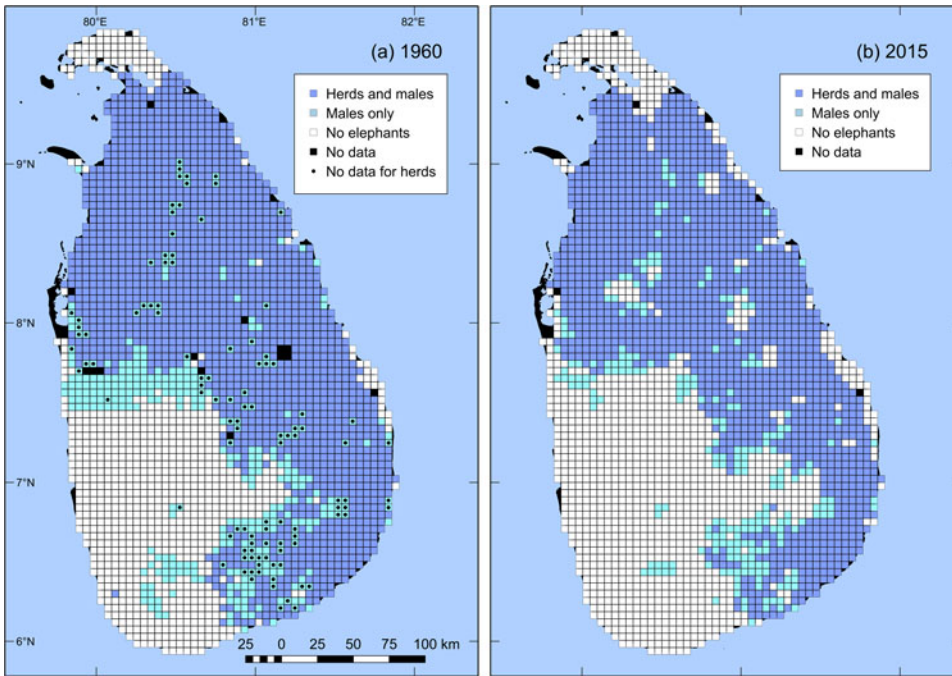 80°E 81°E 82°E
(a) 1960
Herds and males
Males only
No elephants
No data
No data for herds
9°N
8°N
7°N
6°N
25 0 25 50 75 100 km
(b) 2015
Herds and males
Males only
No elephants
No data